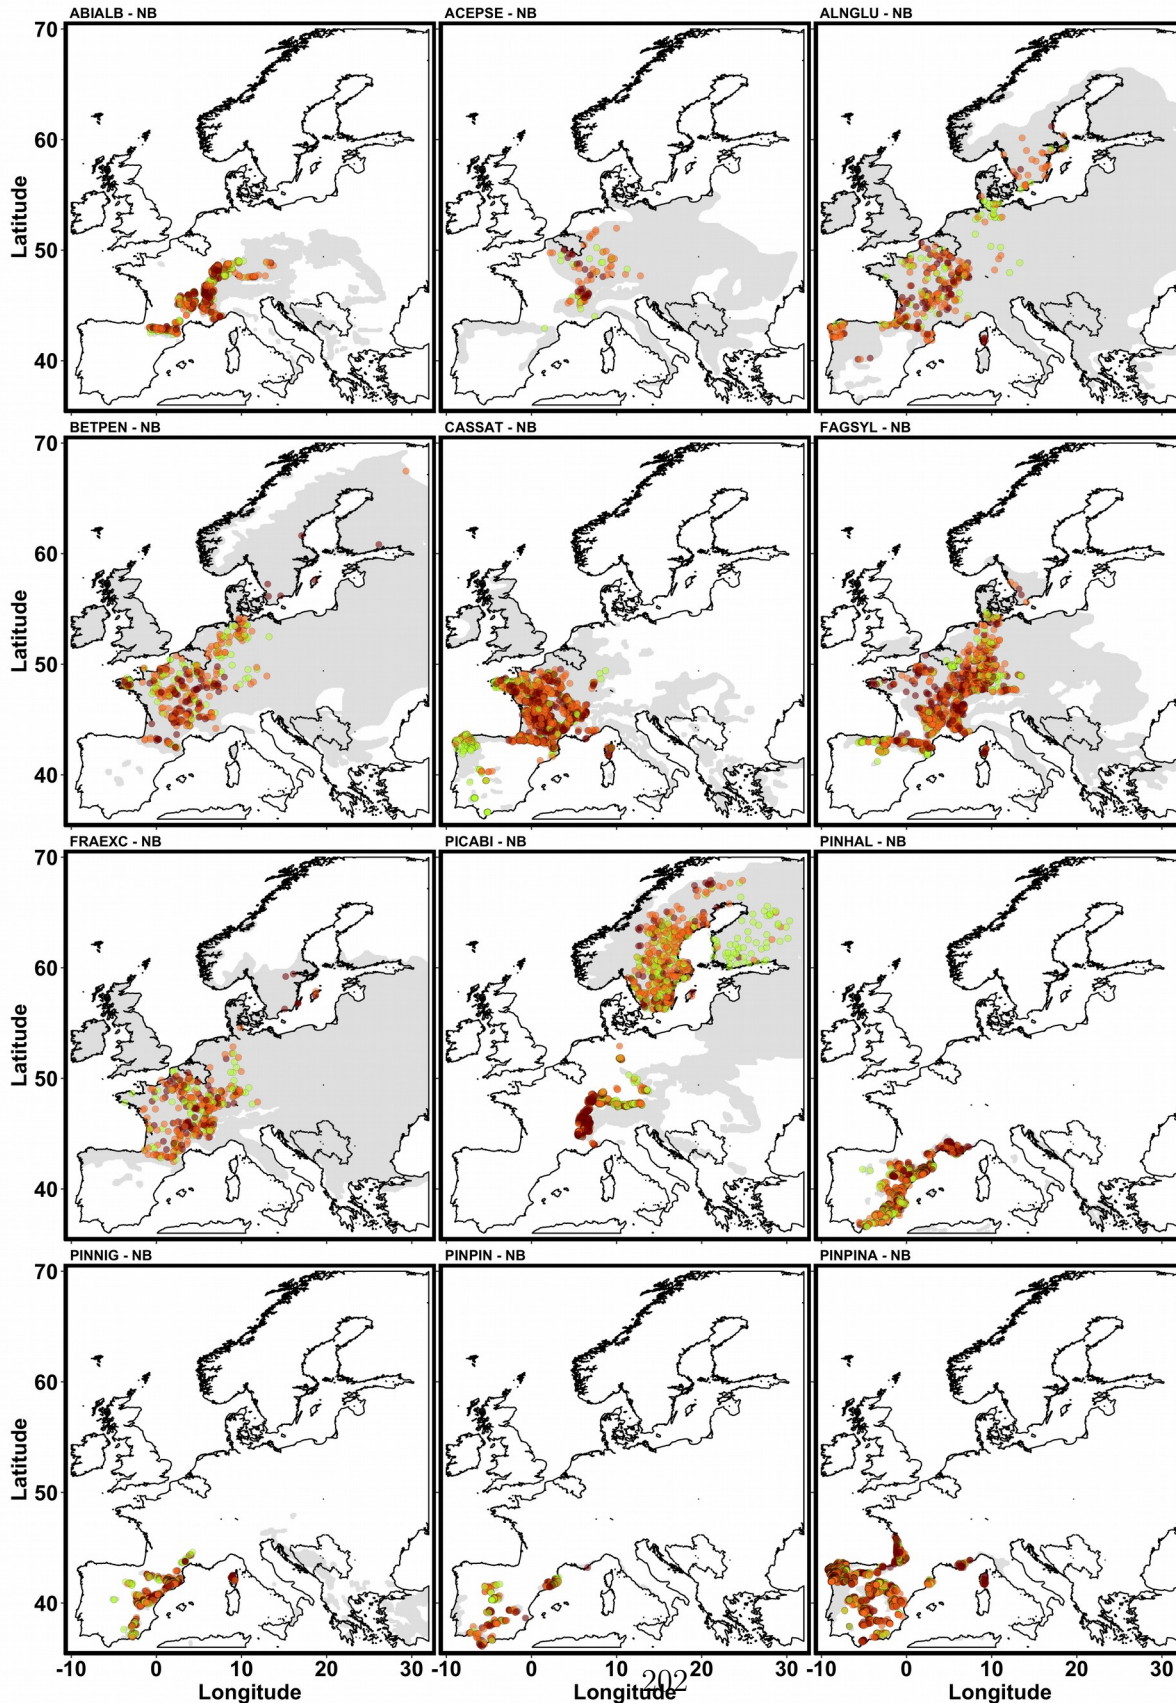 ABIALB - NB
ACEPSE - NB
ALNGLU - NB
70
60
50
40
Latitude
BETPEN - NB
CASSAT - NB
FAGSYL - NB
70
60
50
40
Latitude
FRAEXC - NB
PICABI - NB
PINHAL - NB
70
60
50
40
Latitude
PINNIG - NB
PINPIN - NB
PINPINA - NB
70
60
50
40
Latitude
-10 0 10 20 30 -10 0 10 20 30 -10 0 10 20 30
Longitude Longitude Longitude
202